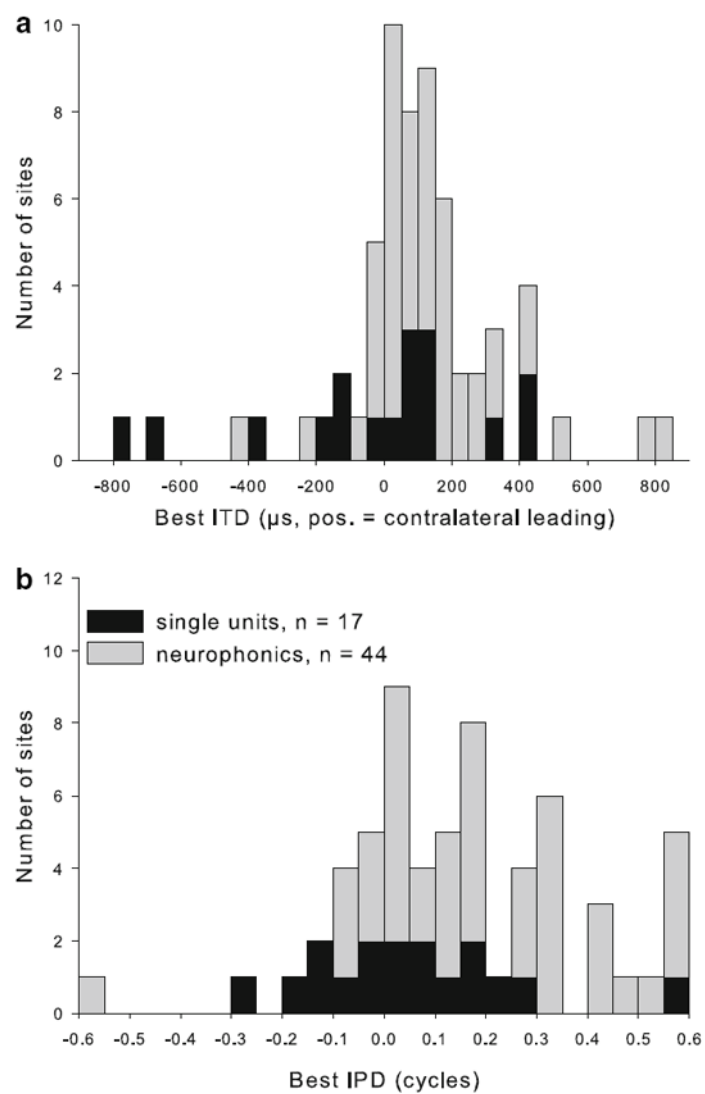 a
10
8
6
4
2
0
Number of sites
-800 -600 -400 -200 0 200 400 600 800
Best ITD (μs, pos. = contralateral leading)
b
12
10
8
6
4
2
0
Number of sites
single units, n = 17
neurophonics, n = 44
-0.6 -0.5 -0.4 -0.3 -0.2 -0.1 0.0 0.1 0.2 0.3 0.4 0.5 0.6
Best IPD (cycles)